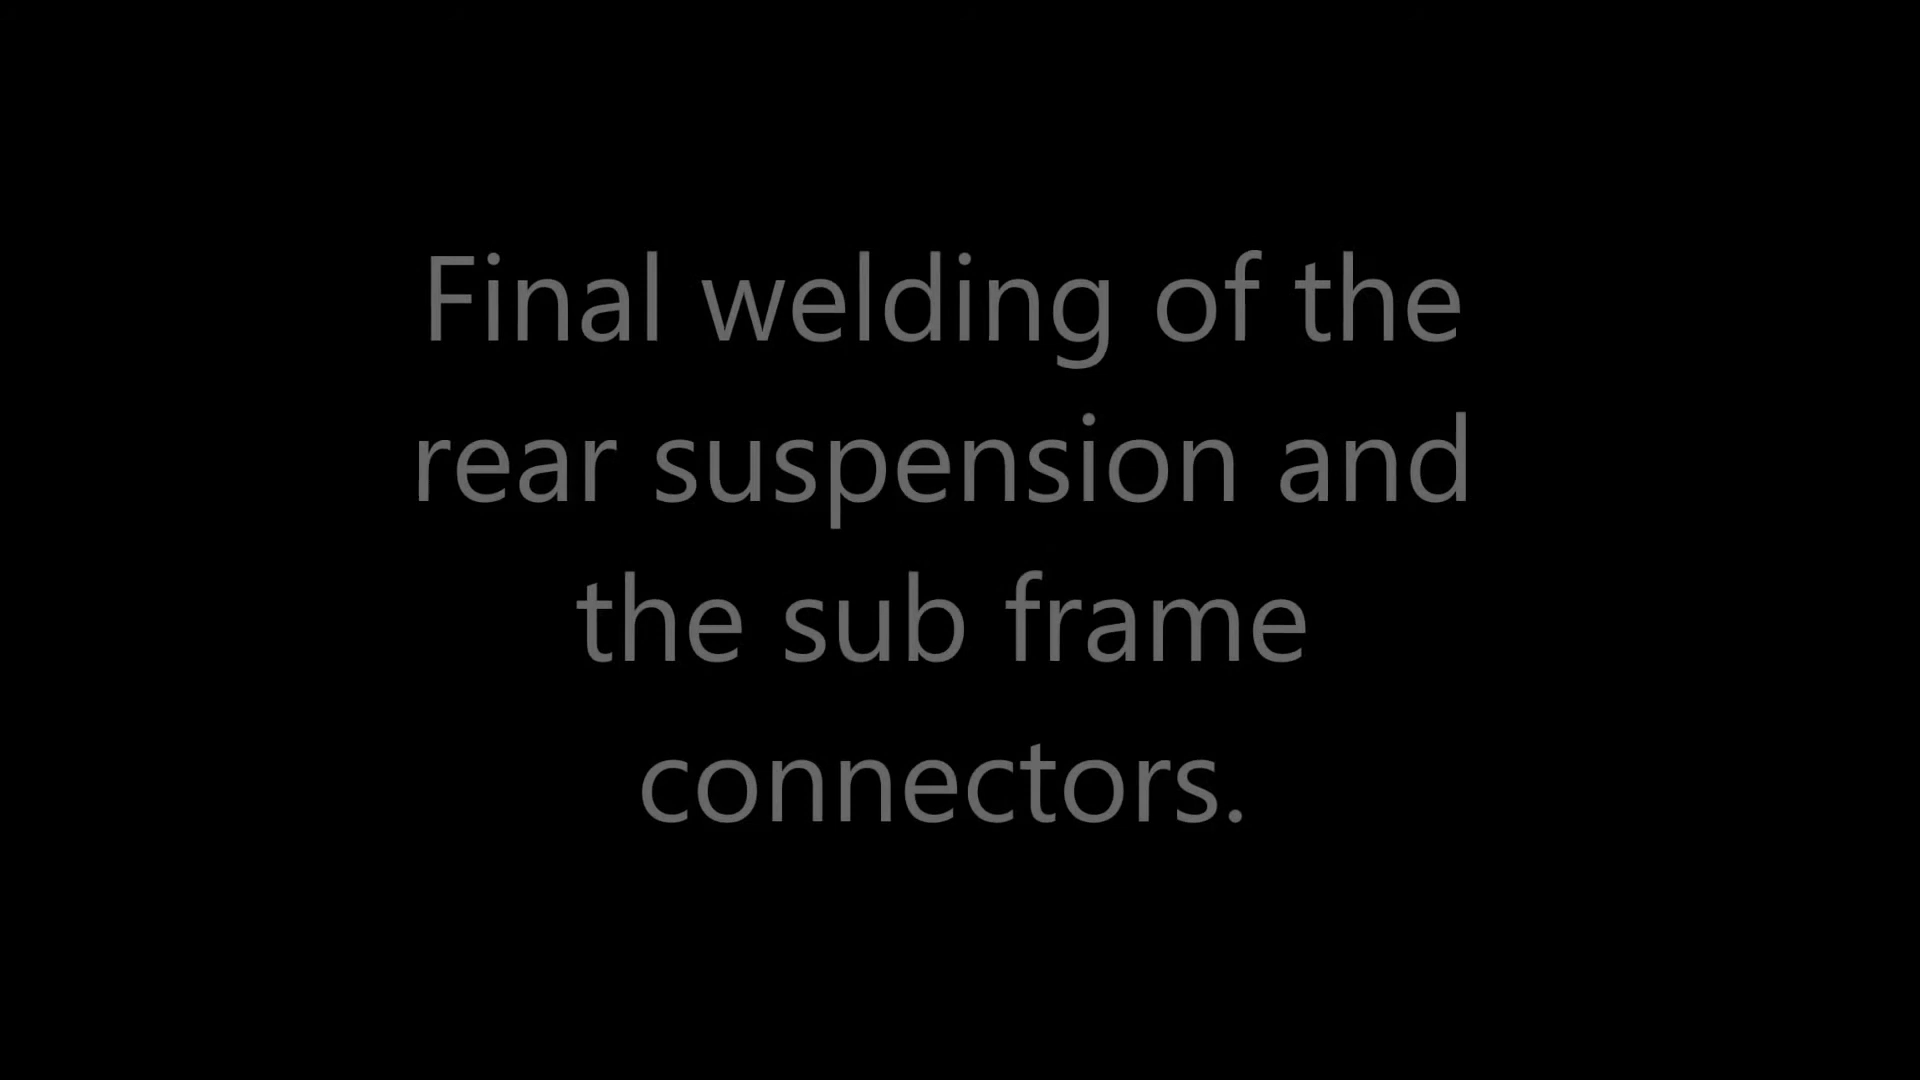 Final welding of the
rear suspension and
the sub frame
connectors.